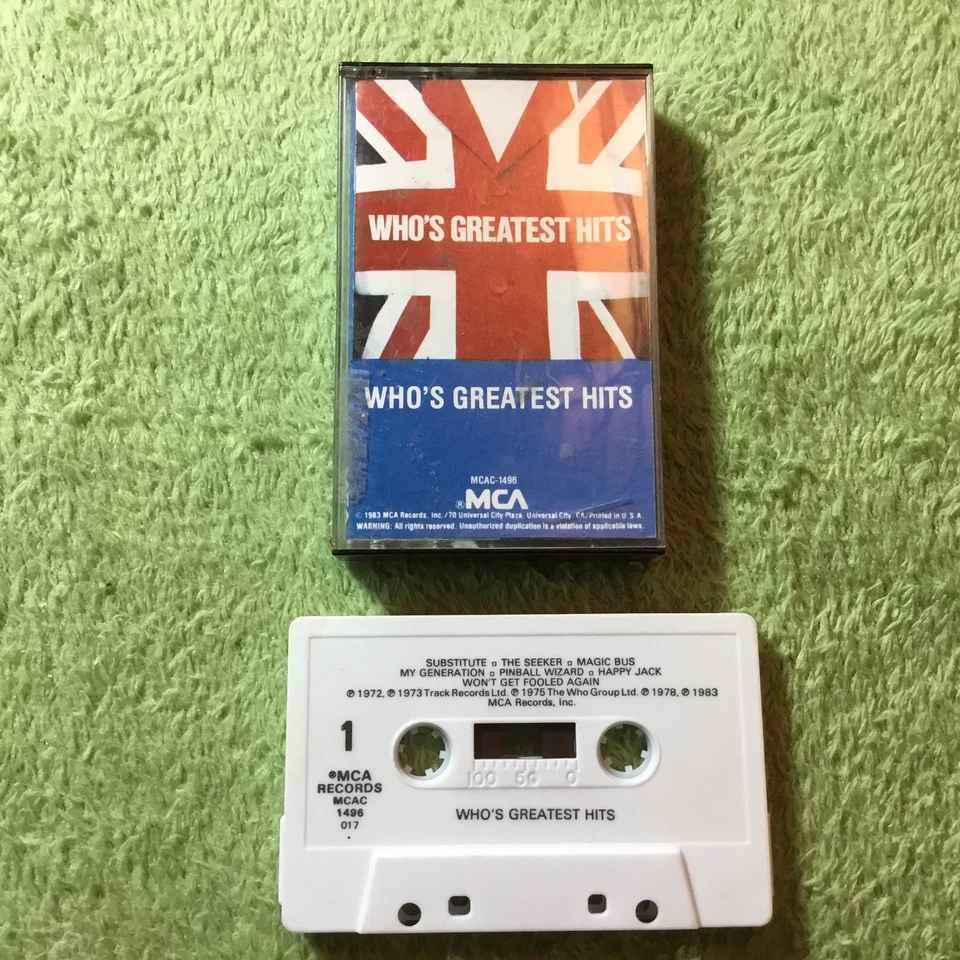 WHO'S GREATEST HITS
WHO'S GREATEST HITS
MCAC-1496
®MCA
© 1983 MCA Records, Inc./70 Universal City Plaza, Universal City, CA/Printed in U.S.A.
WARNING: All rights reserved. Unauthorized duplication is a violation of applicable laws.
SUBSTITUTE ▫ THE SEEKER ▫ MAGIC BUS
MY GENERATION ▫ PINBALL WIZARD ▫ HAPPY JACK
WON'T GET FOOLED AGAIN
℗ 1972, ℗ 1973 Track Records Ltd. ℗ 1975 The Who Group Ltd. ℗ 1978, ℗ 1983
MCA Records, Inc.
1
®MCA
RECORDS
MCAC
1496
017
100 50 0
WHO'S GREATEST HITS